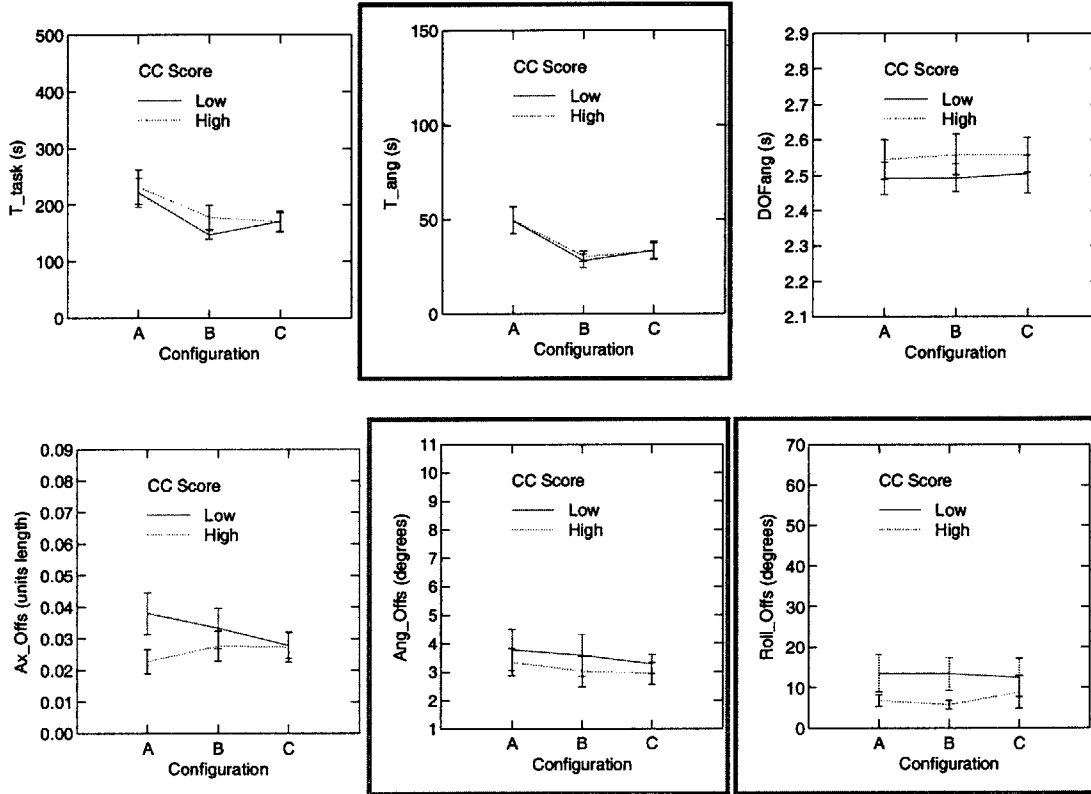 500
400
300
200
100
0
T_task (s)
CC Score
Low
High
A B C
Configuration
150
100
50
0
T_ang (s)
CC Score
Low
High
A B C
Configuration
2.9
2.8
2.7
2.6
2.5
2.4
2.3
2.2
2.1
DOFang (s)
CC Score
Low
High
A B C
Configuration
0.09
0.08
0.07
0.06
0.05
0.04
0.03
0.02
0.01
0.00
Ax_Offs (units length)
CC Score
Low
High
A B C
Configuration
11
10
9
8
7
6
5
4
3
2
1
Ang_Offs (degrees)
CC Score
Low
High
A B C
Configuration
70
60
50
40
30
20
10
0
Roll_Offs (degrees)
CC Score
Low
High
A B C
Configuration